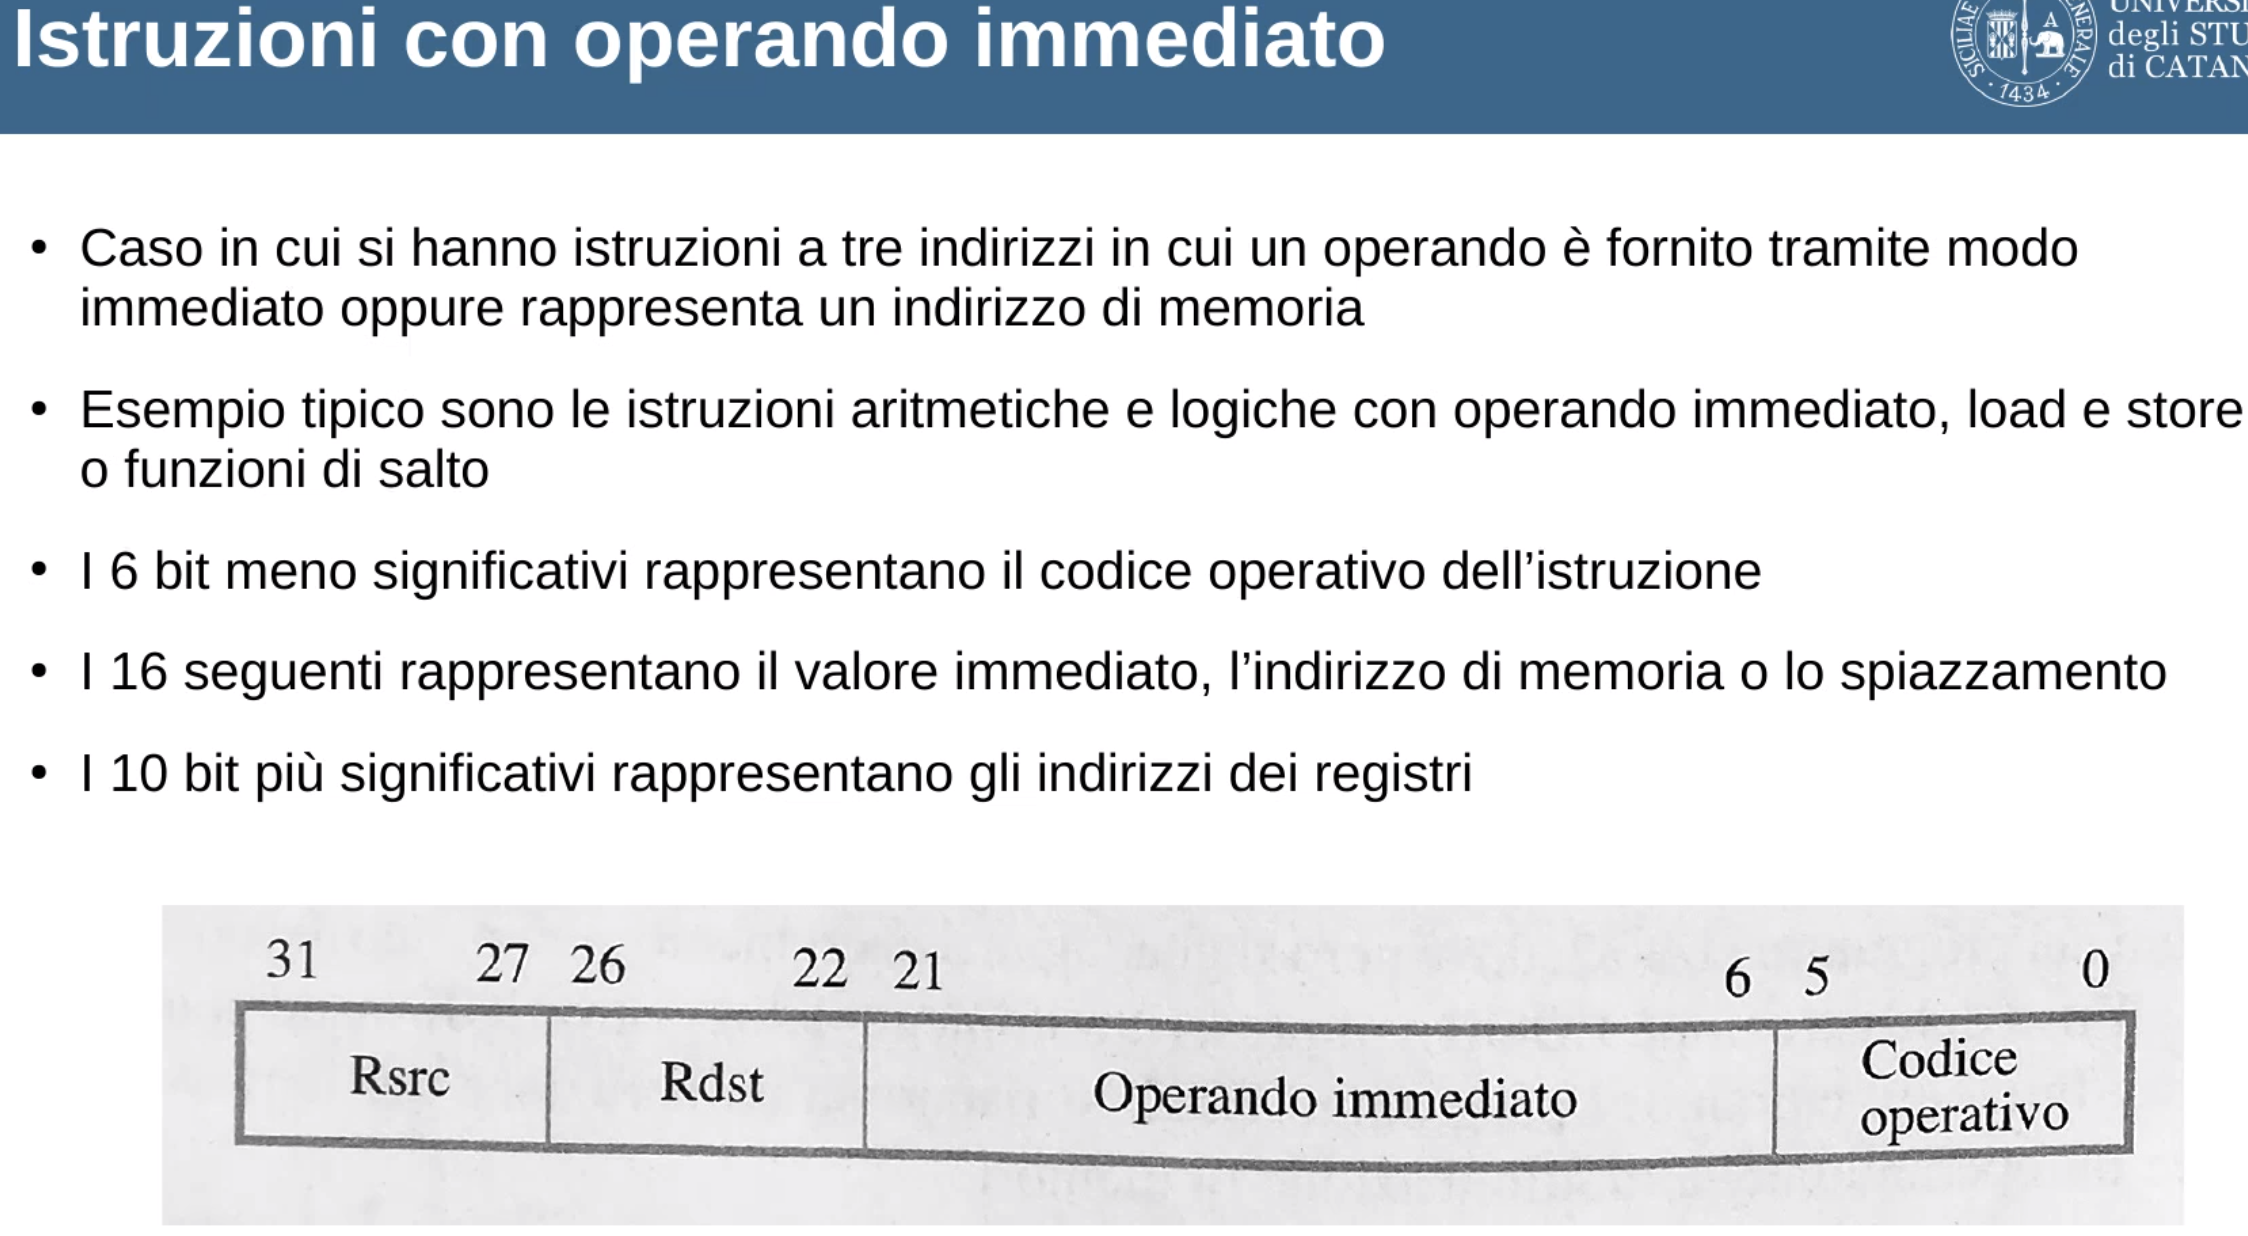 Istruzioni con operando immediato
degli STU
di CATAN
1434
• Caso in cui si hanno istruzioni a tre indirizzi in cui un operando è fornito tramite modo
immediato oppure rappresenta un indirizzo di memoria
• Esempio tipico sono le istruzioni aritmetiche e logiche con operando immediato, load e store
o funzioni di salto
• I 6 bit meno significativi rappresentano il codice operativo dell’istruzione
• I 16 seguenti rappresentano il valore immediato, l’indirizzo di memoria o lo spiazzamento
• I 10 bit più significativi rappresentano gli indirizzi dei registri
31 27 26 22 21 6 5 0
Rsrc Rdst Operando immediato Codice
operativo